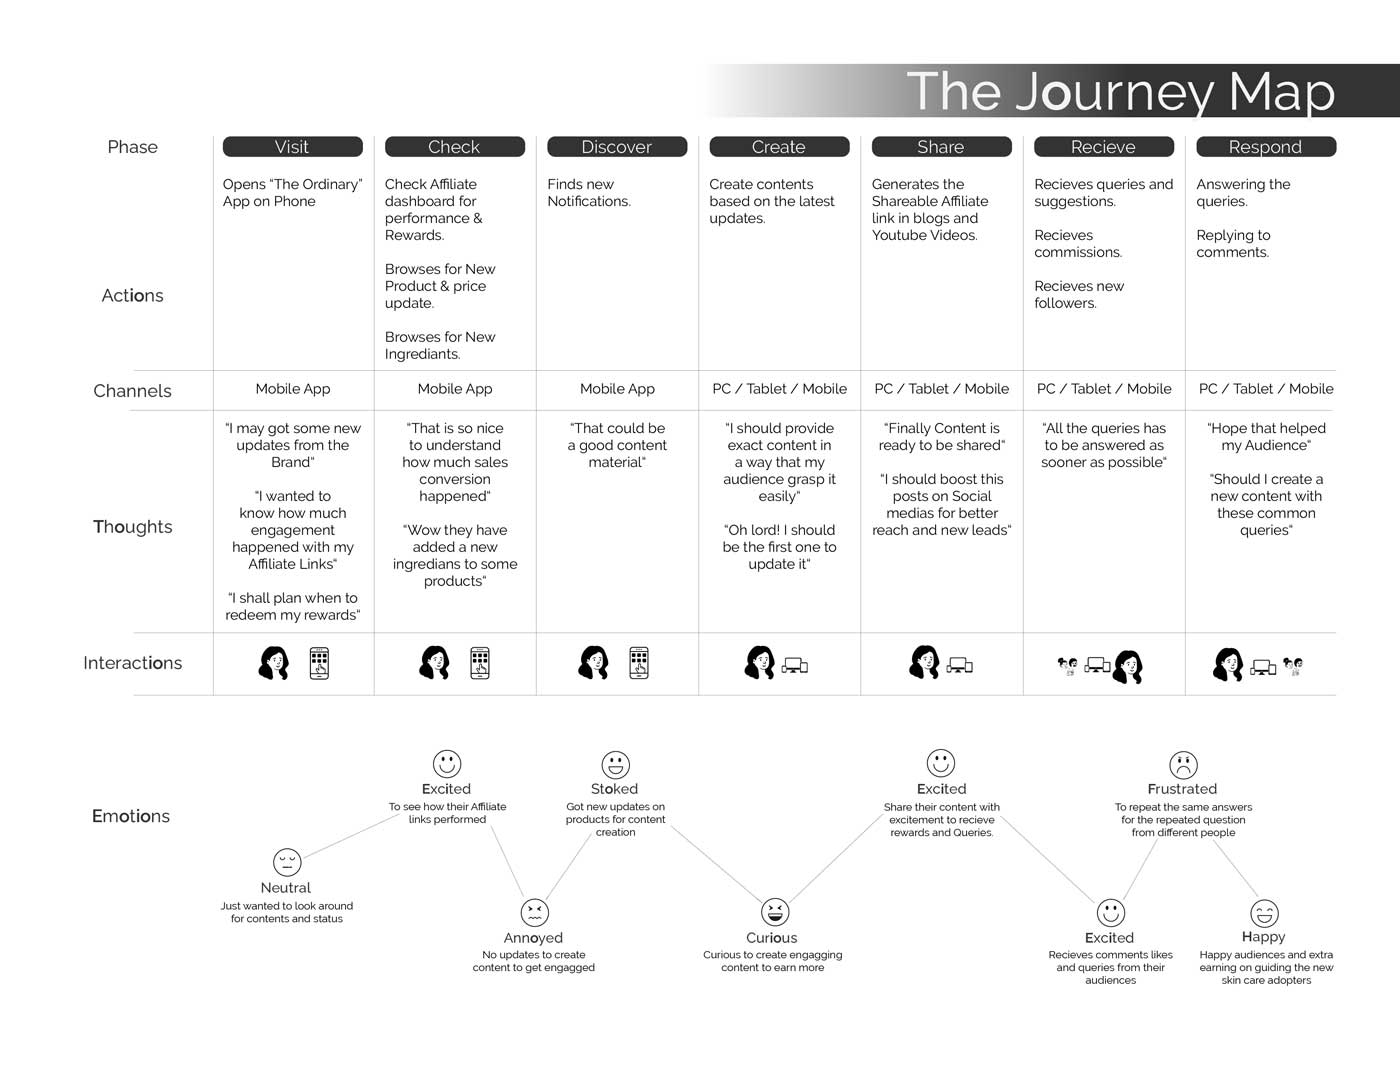 The Journey Map
Phase
Visit
Check
Discover
Create
Share
Recieve
Respond
Actions
Opens “The Ordinary”
App on Phone
Check Affiliate
dashboard for
performance &
Rewards.
Browses for New
Product & price
update.
Browses for New
Ingrediants.
Finds new
Notifications.
Create contents
based on the latest
updates.
Generates the
Shareable Affiliate
link in blogs and
Youtube Videos.
Recieves queries and
suggestions.
Recieves
commissions.
Recieves new
followers.
Answering the
queries.
Replying to
comments.
Channels
Mobile App
Mobile App
Mobile App
PC / Tablet / Mobile
PC / Tablet / Mobile
PC / Tablet / Mobile
PC / Tablet / Mobile
Thoughts
“I may got some new
updates from the
Brand“
“I wanted to
know how much
engagement
happened with my
Affiliate Links“
“I shall plan when to
redeem my rewards“
“That is so nice
to understand
how much sales
conversion
happened“
“Wow they have
added a new
ingredians to some
products“
“That could be
a good content
material“
“I should provide
exact content in
a way that my
audience grasp it
easily“
“Oh lord! I should
be the first one to
update it“
“Finally Content is
ready to be shared“
“I should boost this
posts on Social
medias for better
reach and new leads“
“All the queries has
to be answered as
sooner as possible“
“Hope that helped
my Audience“
“Should I create a
new content with
these common
queries“
Interactions
Emotions
Neutral
Just wanted to look around
for contents and status
Excited
To see how their Affiliate
links performed
Annoyed
No updates to create
content to get engagged
Stoked
Got new updates on
products for content
creation
Curious
Curious to create engaging
content to earn more
Excited
Share their content with
excitement to recieve
rewards and Queries.
Excited
Recieves comments likes
and queries from their
audiences
Frustrated
To repeat the same answers
for the repeated question
from different people
Happy
Happy audiences and extra
earning on guiding the new
skin care adopters